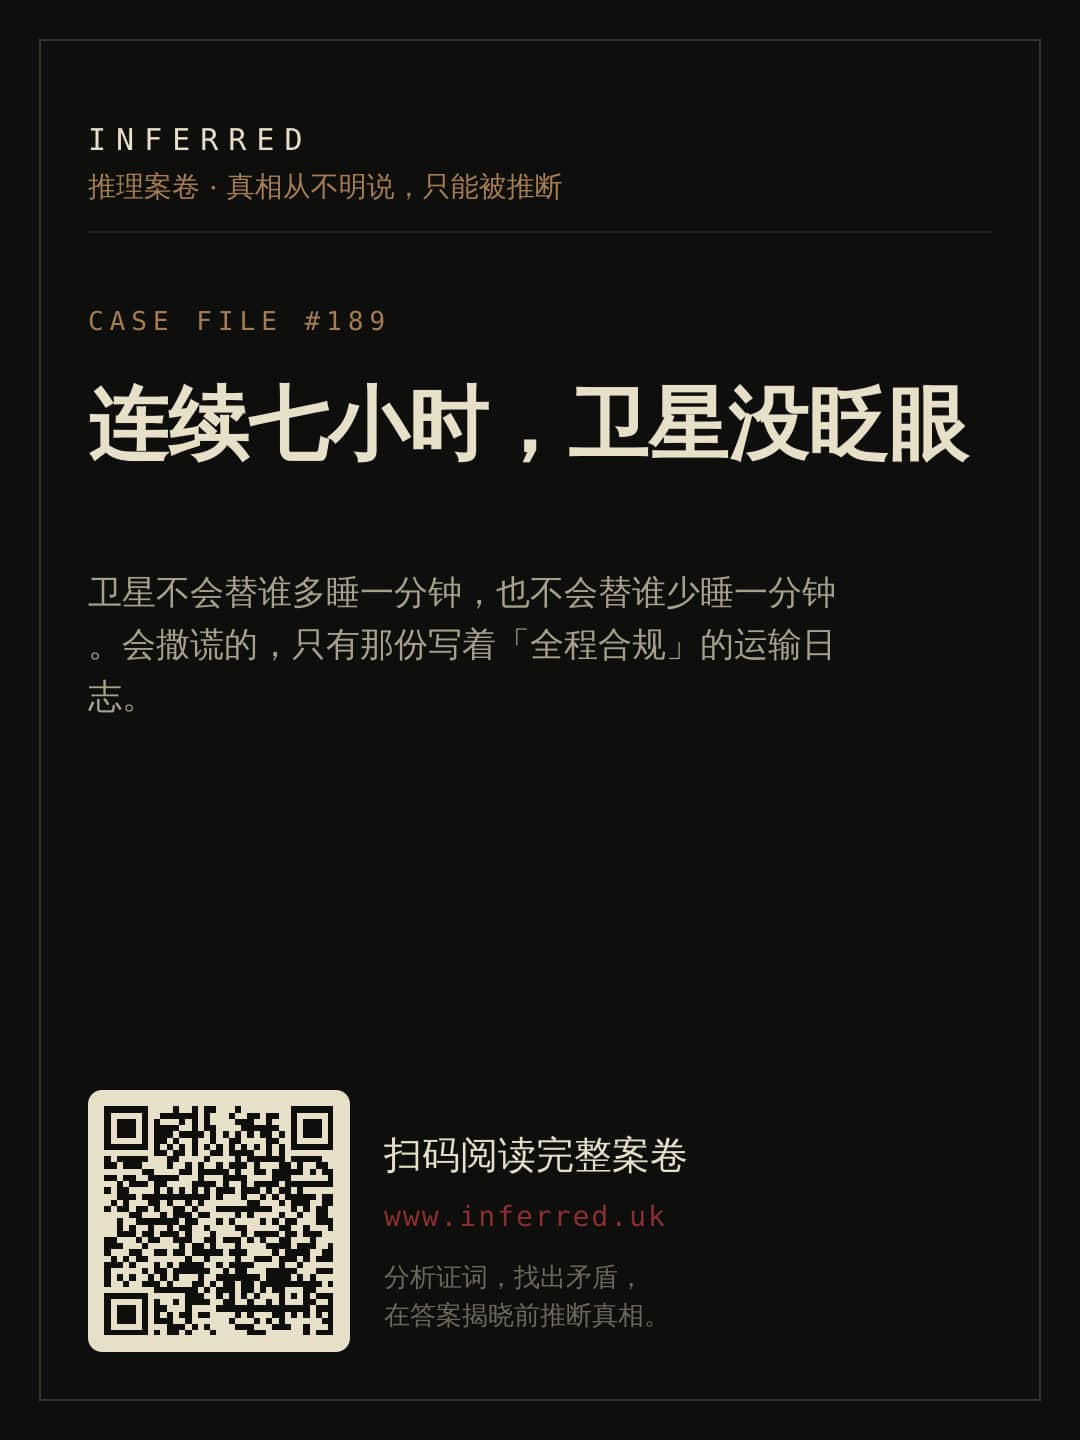 INFERRED
推理案卷 · 真相从不明说，只能被推断
CASE FILE #189
连续七小时，卫星没眨眼
卫星不会替谁多睡一分钟，也不会替谁少睡一分钟
。会撒谎的，只有那份写着「全程合规」的运输日
志。
扫码阅读完整案卷
www.inferred.uk
分析证词，找出矛盾，
在答案揭晓前推断真相。